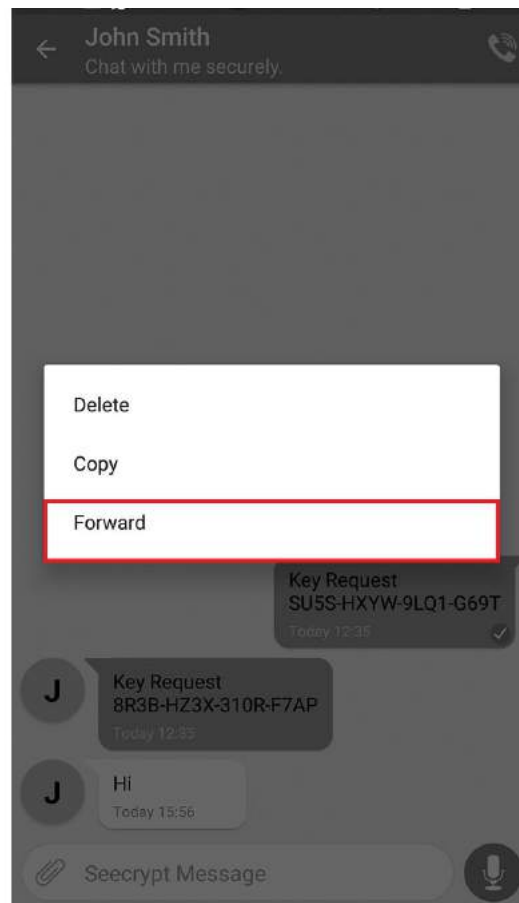 John Smith
Chat with me securely.
Delete
Copy
Forward
Key Request
SU5S-HXYW-9LQ1-G69T
Today 12:35
J
Key Request
8R3B-HZ3X-310R-F7AP
Today 12:35
J
Hi
Today 15:56
Seecrypt Message